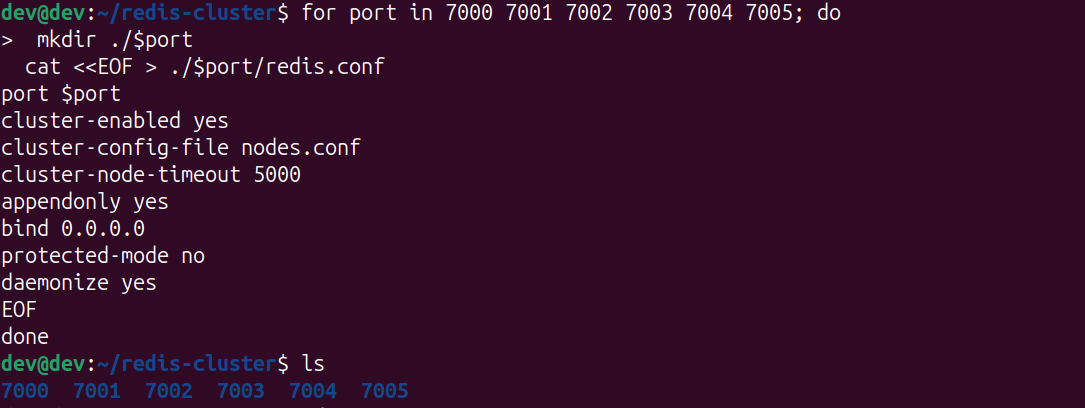 dev@dev:~/redis-cluster$ for port in 7000 7001 7002 7003 7004 7005; do
>  mkdir ./$port
  cat <<EOF > ./$port/redis.conf
port $port
cluster-enabled yes
cluster-config-file nodes.conf
cluster-node-timeout 5000
appendonly yes
bind 0.0.0.0
protected-mode no
daemonize yes
EOF
done
dev@dev:~/redis-cluster$ ls
7000  7001  7002  7003  7004  7005